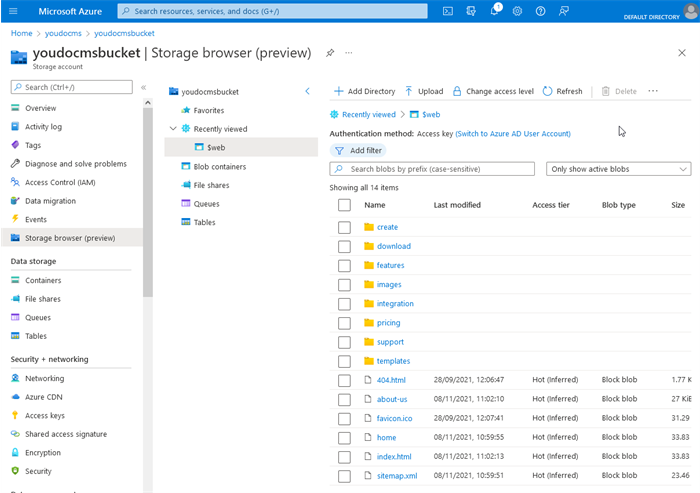 Microsoft Azure
Search resources, services, and docs (G+/)
1
DEFAULT DIRECTORY
Home > youdocms > youdocmsbucket
youdocmsbucket | Storage browser (preview)
Storage account
Search (Ctrl+/)
Overview
Activity log
Tags
Diagnose and solve problems
Access Control (IAM)
Data migration
Events
Storage browser (preview)
Data storage
Containers
File shares
Queues
Tables
Security + networking
Networking
Azure CDN
Access keys
Shared access signature
Encryption
Security
youdocmsbucket
Favorites
Recently viewed
$web
Blob containers
File shares
Queues
Tables
Add Directory Upload Change access level Refresh Delete
Recently viewed > $web
Authentication method: Access key (Switch to Azure AD User Account)
Add filter
Search blobs by prefix (case-sensitive) Only show active blobs
Showing all 14 items
Name Last modified Access tier Blob type Size
create
download
features
images
integration
pricing
support
templates
404.html 28/09/2021, 12:06:47 Hot (Inferred) Block blob 1.77 K
about-us 08/11/2021, 11:02:10 Hot (Inferred) Block blob 27 KiB
favicon.ico 28/09/2021, 12:07:41 Hot (Inferred) Block blob 31.29
home 08/11/2021, 10:59:55 Hot (Inferred) Block blob 33.83
index.html 08/11/2021, 11:02:13 Hot (Inferred) Block blob 33.83
sitemap.xml 08/11/2021, 10:59:51 Hot (Inferred) Block blob 23.46